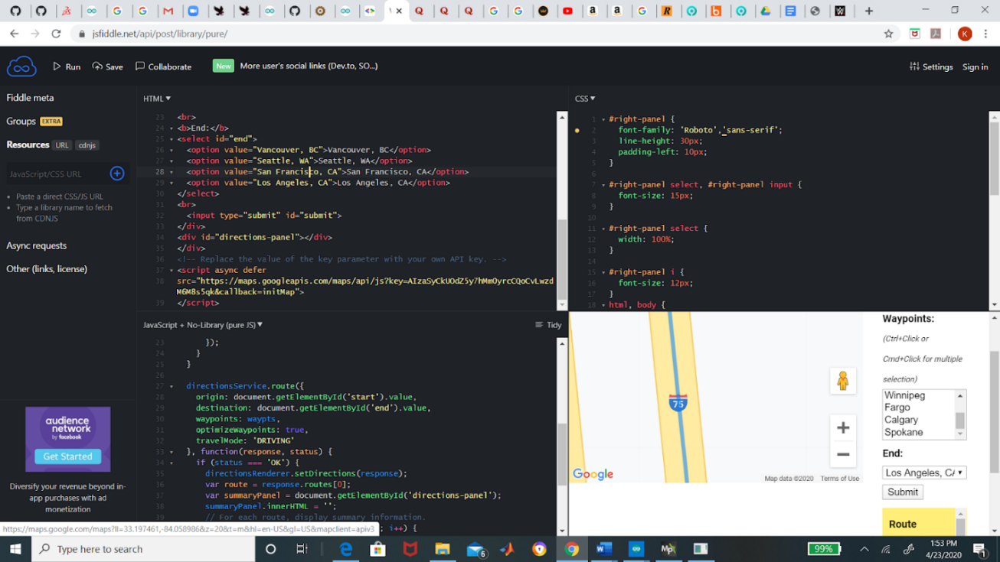 jsfiddle.net/api/post/library/pure/
K
Run
Save
Collaborate
New
More user's social links (Dev.to, SO...)
Settings
Sign in
Fiddle meta
Groups EXTRA
Resources URL cdnjs
JavaScript/CSS URL
Paste a direct CSS/JS URL
Type a library name to fetch
from CDNJS
Async requests
Other (links, license)
audience
network
by facebook
Get Started
Diversify your revenue beyond in-
app purchases with ad
monetization
HTML
23 <br>
24 <b>End:</b>
25 <select id="end">
26 <option value="Vancouver, BC">Vancouver, BC</option>
27 <option value="Seattle, WA">Seattle, WA</option>
28 <option value="San Francisco, CA">San Francisco, CA</option>
29 <option value="Los Angeles, CA">Los Angeles, CA</option>
30 </select>
31 <br>
32 <input type="submit" id="submit">
33 </div>
34 <div id="directions-panel"></div>
35 </div>
36 <!-- Replace the value of the key parameter with your own API key. -->
37 <script async defer
38 src="https://maps.googleapis.com/maps/api/js?key=AIzaSyCkUOdZ5y7hMm0yrcCQoCvLwzd
M6M8s5qk&callback=initMap">
39 </script>
CSS
1 #right-panel {
2 font-family: 'Roboto','sans-serif';
3 line-height: 30px;
4 padding-left: 10px;
5 }
6
7 #right-panel select, #right-panel input {
8 font-size: 15px;
9 }
10
11 #right-panel select {
12 width: 100%;
13 }
14
15 #right-panel i {
16 font-size: 12px;
17 }
18 html, body {
JavaScript + No-Library (pure JS)
Tidy
23 });
24 }
25 }
26
27 directionsService.route({
28 origin: document.getElementById('start').value,
29 destination: document.getElementById('end').value,
30 waypoints: waypts,
31 optimizeWaypoints: true,
32 travelMode: 'DRIVING'
33 }, function(response, status) {
34 if (status === 'OK') {
35 directionsRenderer.setDirections(response);
36 var route = response.routes[0];
37 var summaryPanel = document.getElementById('directions-panel');
38 summaryPanel.innerHTML = '';
// For each route, display summary information.
; i++) {
75
Google
Map data ©2020
Terms of Use
Waypoints:
(Ctrl+Click or
Cmd+Click for multiple
selection)
Winnipeg
Fargo
Calgary
Spokane
End:
Los Angeles, C/
Submit
Route
https://maps.google.com/maps?ll=33.197461,-84.058986&z=20&t=m&hl=en-US&gl=US&mapclient=apiv3
Type here to search
6
99%
1:53 PM
4/23/2020
1